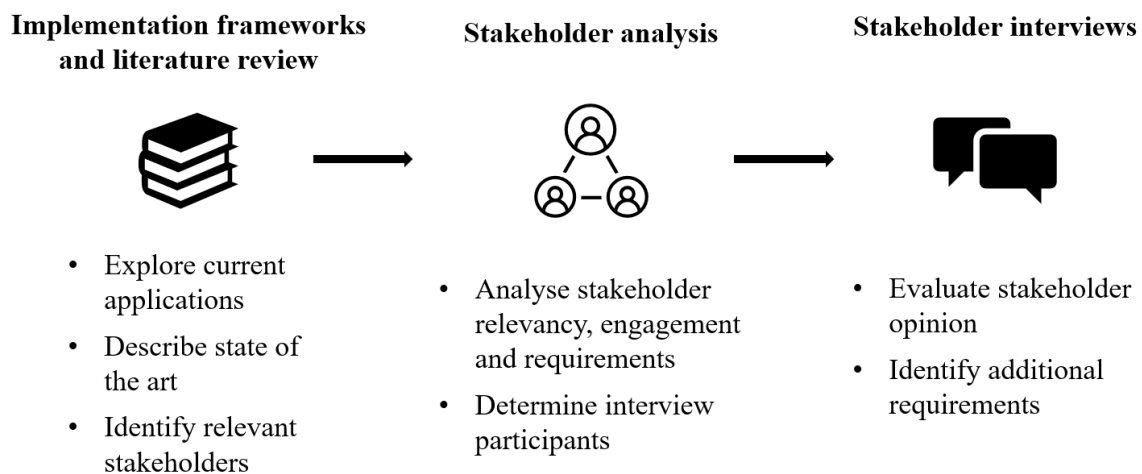 Implementation frameworks
and literature review
• Explore current
applications
• Describe state of
the art
• Identify relevant
stakeholders
Stakeholder analysis
• Analyse stakeholder
relevancy, engagement
and requirements
• Determine interview
participants
Stakeholder interviews
• Evaluate stakeholder
opinion
• Identify additional
requirements